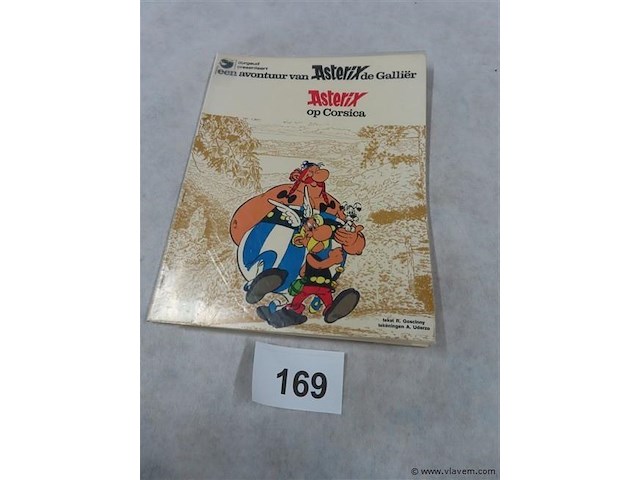 Dargaud
presenteert
een avontuur van Asterix de Galliër
Asterix
op Corsica
tekst R. Goscinny
tekeningen A. Uderzo
169
© www.vlavem.com